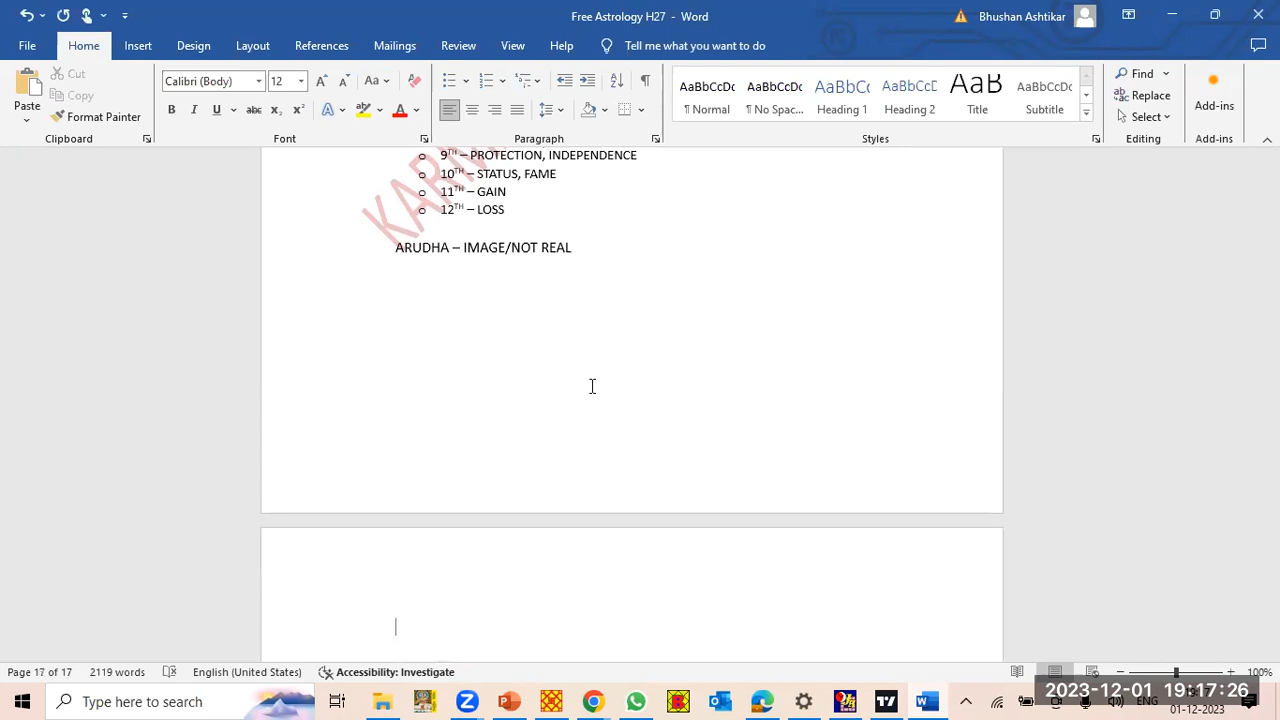 Free Astrology H27 - Word
Bhushan Ashtikar
File Home Insert Design Layout References Mailings Review View Help Tell me what you want to do
Paste
Cut
Copy
Format Painter
Clipboard
Calibri (Body) 12
Font
Paragraph
AaBbCcDc AaBbCcDc AaBbCc AaBbCcD AaB AaBbCcD
¶ Normal ¶ No Spac... Heading 1 Heading 2 Title Subtitle
Styles
Find
Replace
Select
Editing
Add-ins
Add-ins
o 9TH – PROTECTION, INDEPENDENCE
o 10TH – STATUS, FAME
o 11TH – GAIN
o 12TH – LOSS
ARUDHA – IMAGE/NOT REAL
Page 17 of 17 2119 words English (United States) Accessibility: Investigate 100%
Type here to search
ENG
2023-12-01 19:17:26
01-12-2023